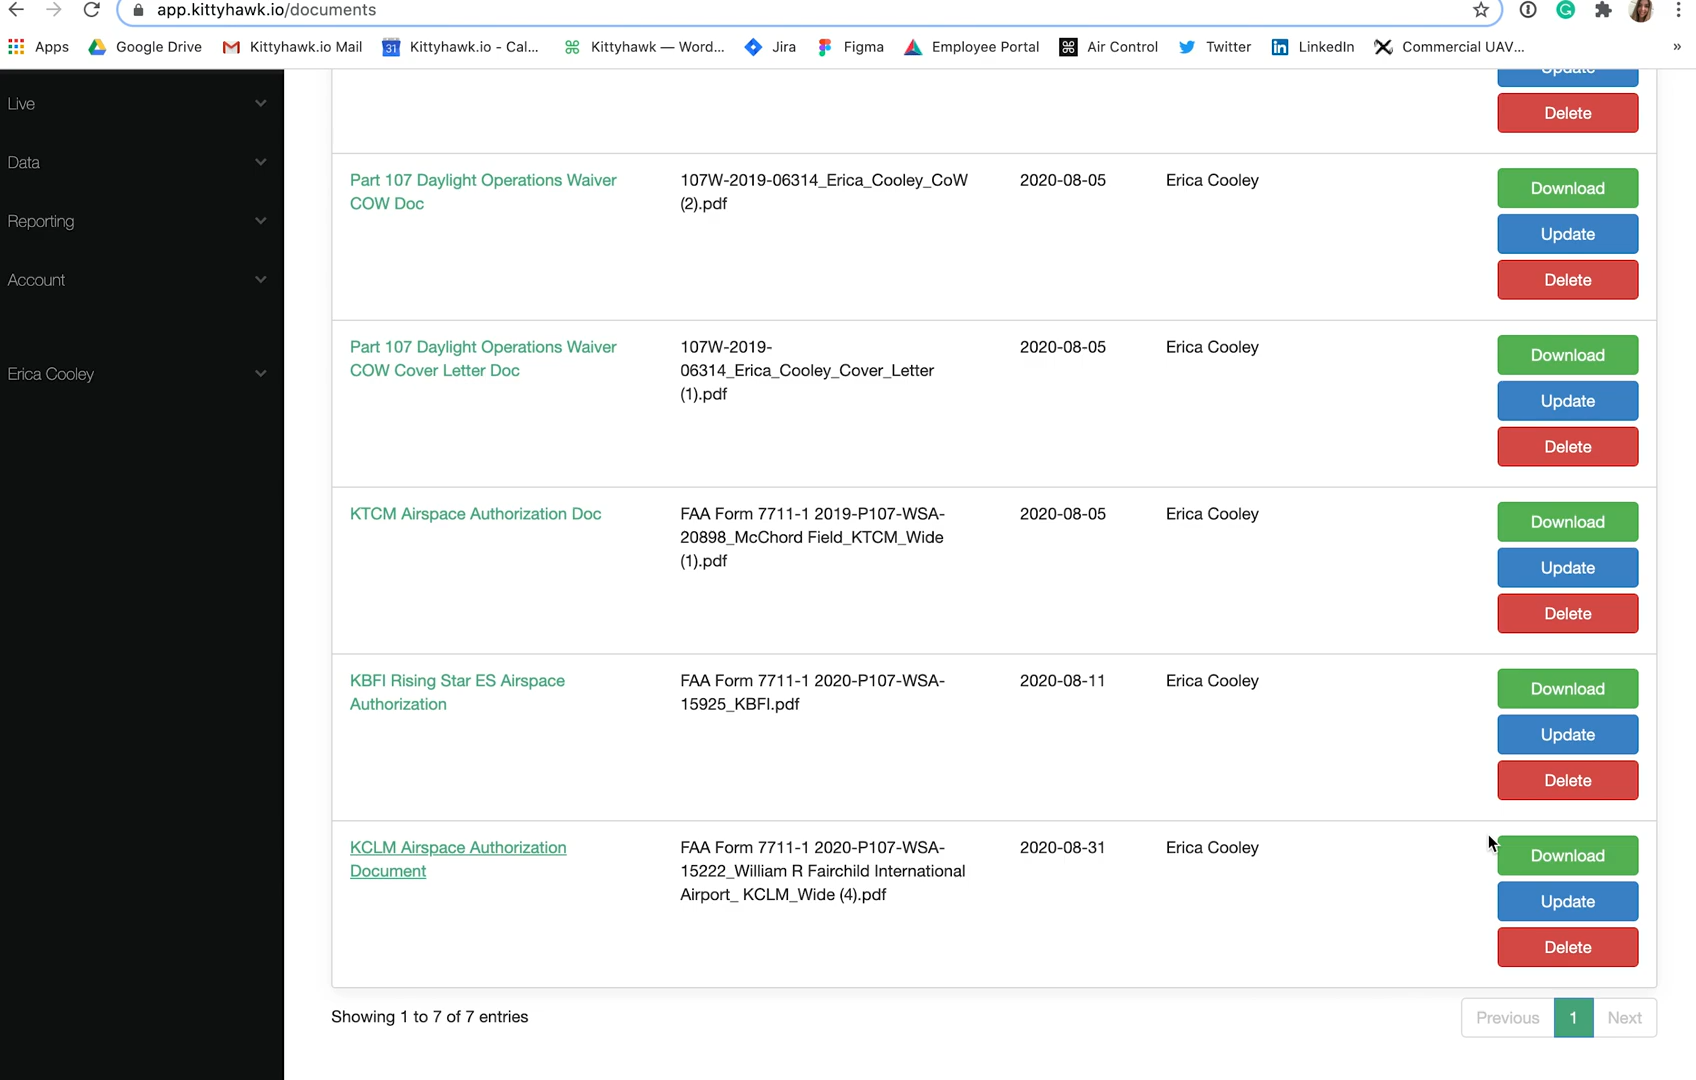 app.kittyhawk.io/documents
Apps Google Drive Kittyhawk.io Mail 31 Kittyhawk.io - Cal... Kittyhawk — Word... Jira Figma Employee Portal Air Control Twitter LinkedIn Commercial UAV... »
Live
Data
Reporting
Account
Erica Cooley
Update
Delete
Part 107 Daylight Operations Waiver
COW Doc
107W-2019-06314_Erica_Cooley_CoW
(2).pdf
2020-08-05
Erica Cooley
Download
Update
Delete
Part 107 Daylight Operations Waiver
COW Cover Letter Doc
107W-2019-
06314_Erica_Cooley_Cover_Letter
(1).pdf
2020-08-05
Erica Cooley
Download
Update
Delete
KTCM Airspace Authorization Doc
FAA Form 7711-1 2019-P107-WSA-
20898_McChord Field_KTCM_Wide
(1).pdf
2020-08-05
Erica Cooley
Download
Update
Delete
KBFI Rising Star ES Airspace
Authorization
FAA Form 7711-1 2020-P107-WSA-
15925_KBFI.pdf
2020-08-11
Erica Cooley
Download
Update
Delete
KCLM Airspace Authorization
Document
FAA Form 7711-1 2020-P107-WSA-
15222_William R Fairchild International
Airport_ KCLM_Wide (4).pdf
2020-08-31
Erica Cooley
Download
Update
Delete
Showing 1 to 7 of 7 entries
Previous 1 Next